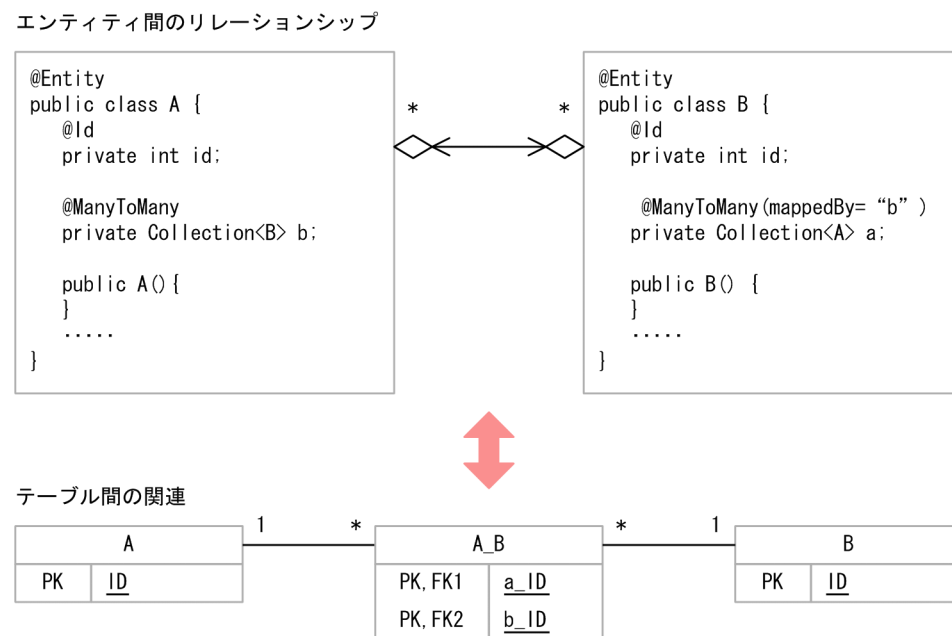 エンティティ間のリレーションシップ
@Entity
public class A {
@Id
private int id;
@ManyToMany
private Collection<B> b;
public A(){
}
.....
}
*
*
@Entity
public class B {
@Id
private int id;
@ManyToMany(mappedBy= “b” )
private Collection<A> a;
public B() {
}
.....
}
テーブル間の関連
A
PK ID
1
*
A_B
PK,FK1 a_ID
PK,FK2 b_ID
*
1
B
PK ID